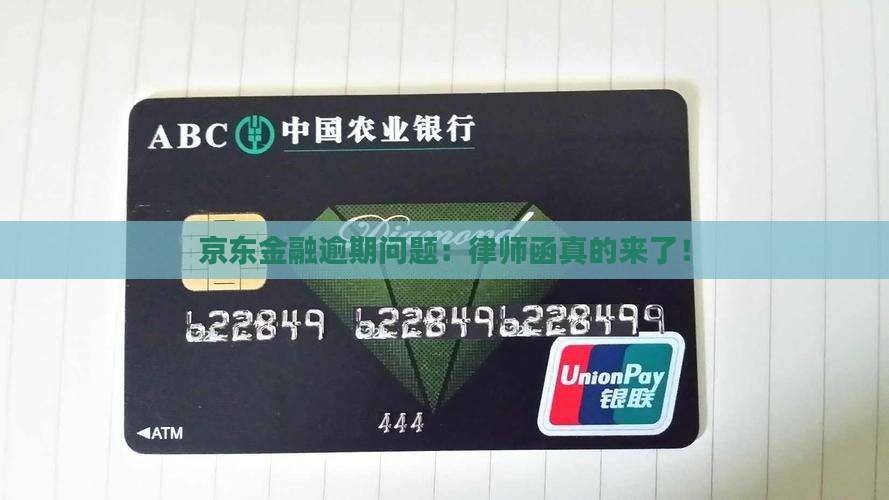 ABC 中国农业银行
Diamond
京东金融逾期问题：律师函真的来了！
622849 6228496228499
444
UnionPay
银联
◀ATM